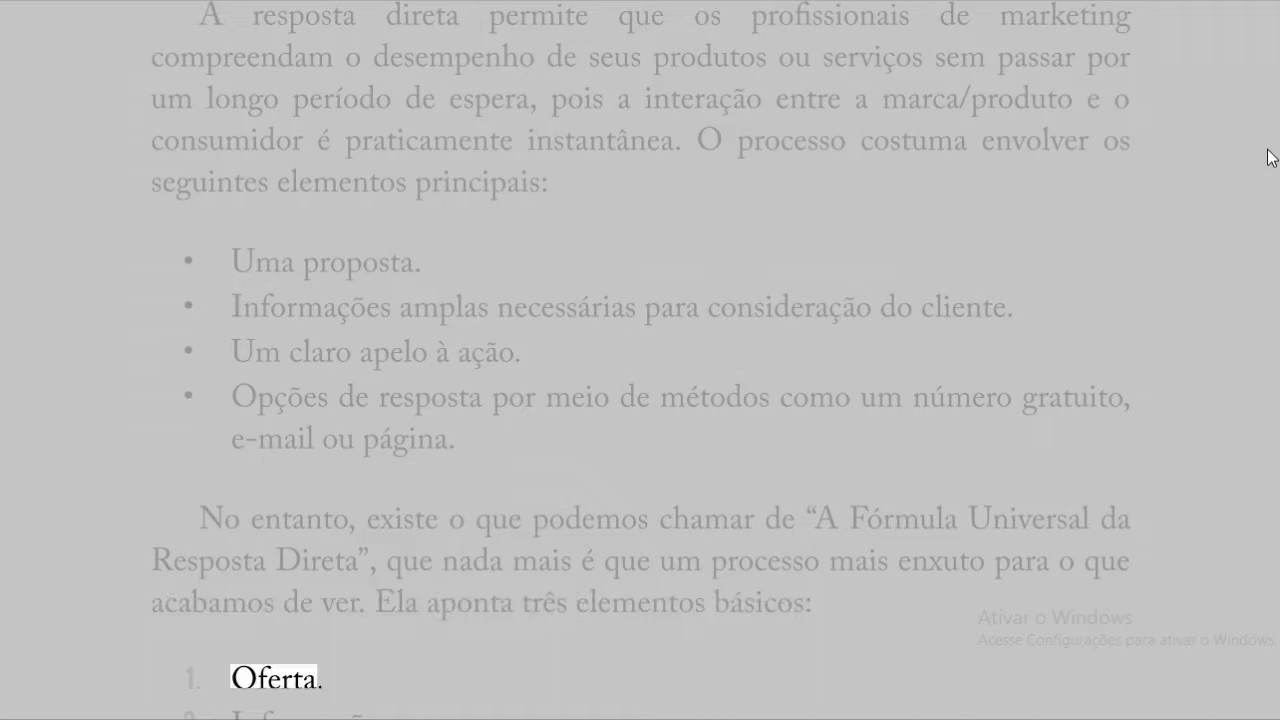 A resposta direta permite que os profissionais de marketing
compreendam o desempenho de seus produtos ou serviços sem passar por
um longo período de espera, pois a interação entre a marca/produto e o
consumidor é praticamente instantânea. O processo costuma envolver os
seguintes elementos principais:
• Uma proposta.
• Informações amplas necessárias para consideração do cliente.
• Um claro apelo à ação.
• Opções de resposta por meio de métodos como um número gratuito,
e-mail ou página.
No entanto, existe o que podemos chamar de “A Fórmula Universal da
Resposta Direta”, que nada mais é que um processo mais enxuto para o que
acabamos de ver. Ela aponta três elementos básicos:
Ativar o Windows
Acesse Configurações para ativar o Windows.
1. Oferta.